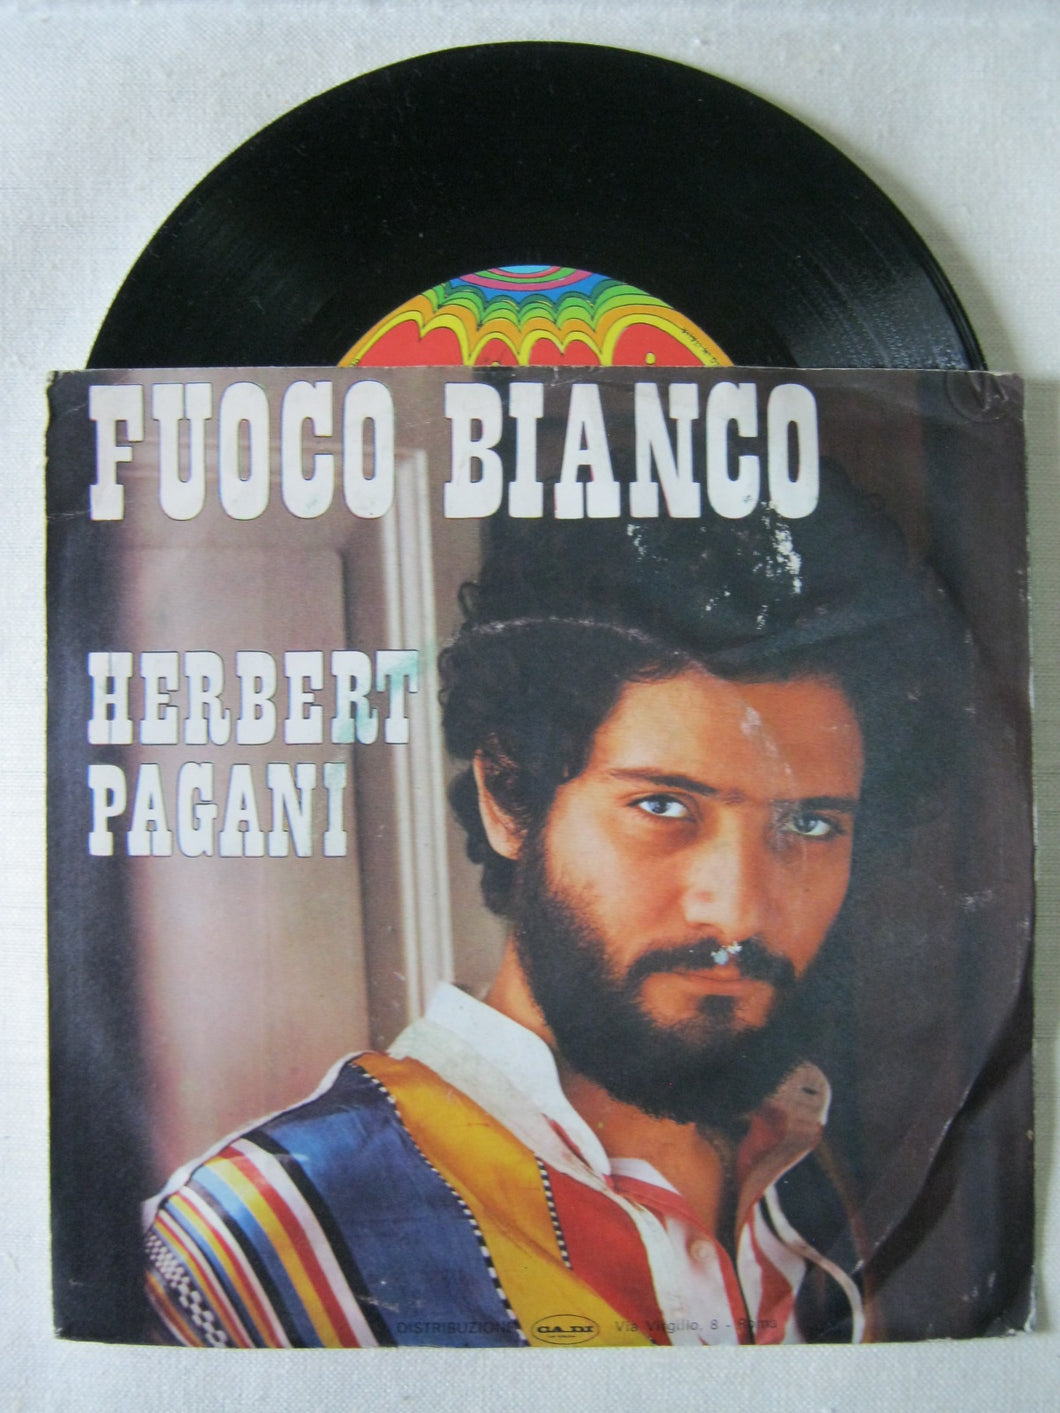 FUOCO BIANCO
HERBERT
PAGANI
DISTRIBUZIONE CA.DI Via Virgilio, 8 - Roma